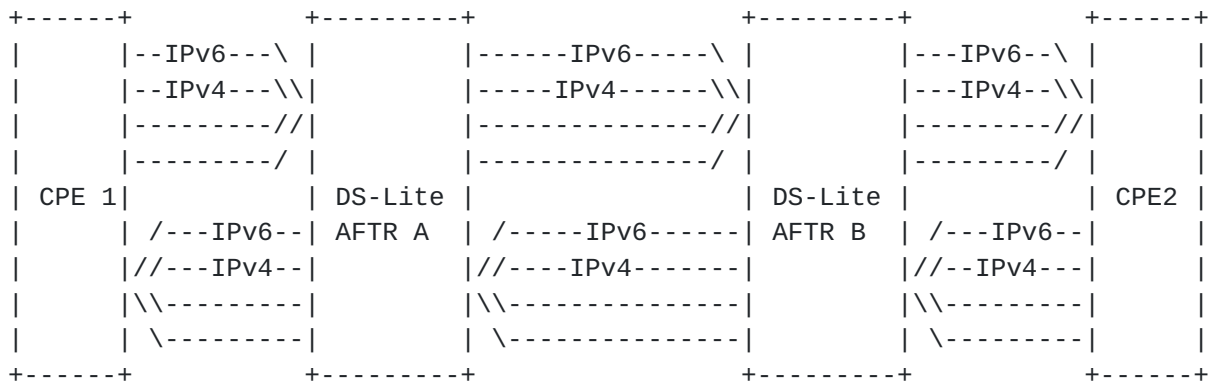 +------+            +---------+                  +---------+            +------+
|      |--IPv6---\ |         |------IPv6-----\ |         |---IPv6--\ |      |
|      |--IPv4---\\|         |-----IPv4------\\|         |---IPv4--\\|      |
|      |---------//|         |---------------//|         |---------//|      |
|      |---------/ |         |---------------/ |         |---------/ |      |
| CPE 1|           | DS-Lite |                 | DS-Lite |           | CPE2 |
|      | /---IPv6--| AFTR A  | /-----IPv6------| AFTR B  | /---IPv6--|      |
|      |//---IPv4--|         |//----IPv4-------|         |//--IPv4---|      |
|      |\\---------|         |\\---------------|         |\\---------|      |
|      | \---------|         | \---------------|         | \---------|      |
+------+            +---------+                  +---------+            +------+